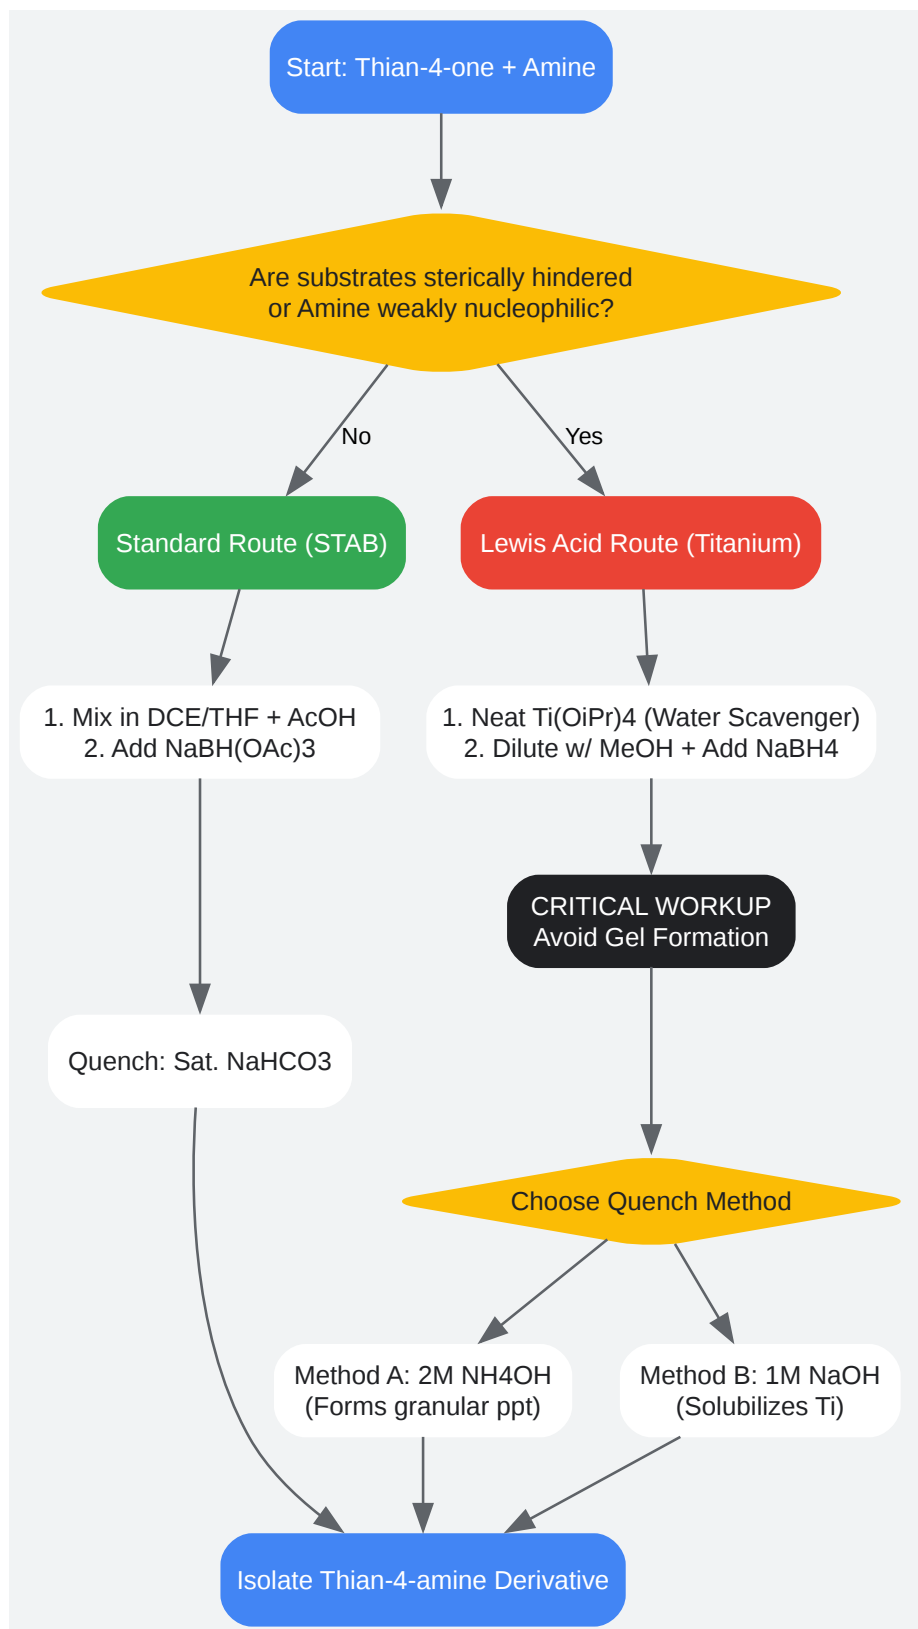 Start: Thian-4-one + Amine
Are substrates sterically hindered
or Amine weakly nucleophilic?
No
Yes
Standard Route (STAB)
Lewis Acid Route (Titanium)
1. Mix in DCE/THF + AcOH
2. Add NaBH(OAc)3
1. Neat Ti(OiPr)4 (Water Scavenger)
2. Dilute w/ MeOH + Add NaBH4
CRITICAL WORKUP
Avoid Gel Formation
Quench: Sat. NaHCO3
Choose Quench Method
Method A: 2M NH4OH
(Forms granular ppt)
Method B: 1M NaOH
(Solubilizes Ti)
Isolate Thian-4-amine Derivative